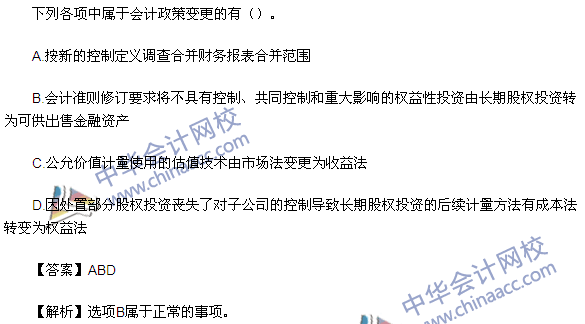 下列各项中属于会计政策变更的有（）。
A.按新的控制定义调查合并财务报表合并范围
B.会计准则修订要求将不具有控制、共同控制和重大影响的权益性投资由长期股权投资转
为可供出售金融资产
C.公允价值计量使用的估值技术由市场法变更为收益法
D.因处置部分股权投资丧失了对子公司的控制导致长期股权投资的后续计量方法有成本法
转变为权益法
【答案】ABD
【解析】选项B属于正常的事项。
中华会计网校
www.chinaacc.com
中华会计网校
www.chinaacc.com